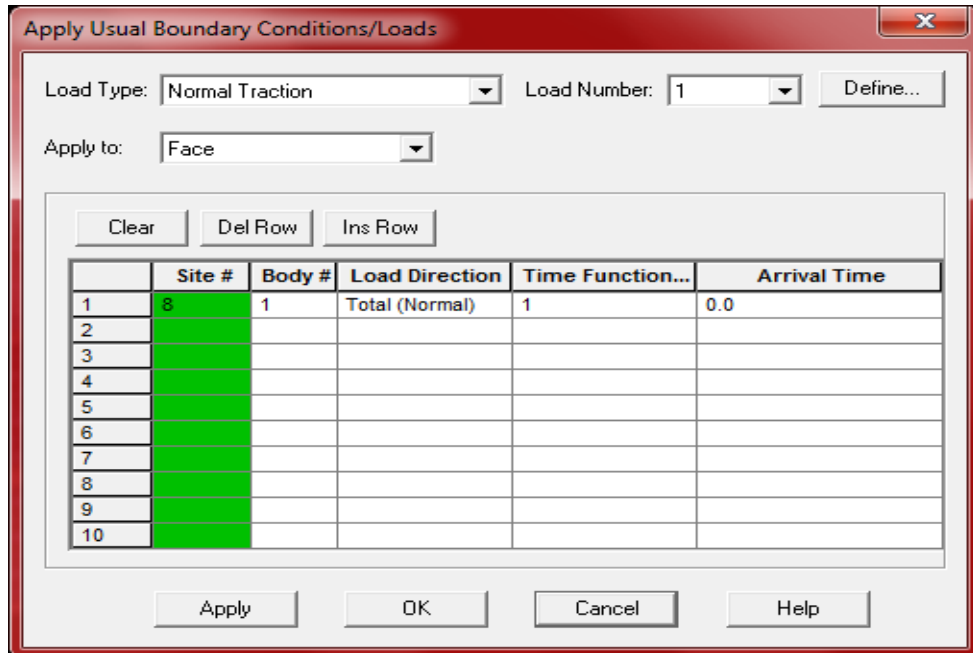 Apply Usual Boundary Conditions/Loads
Load Type: Normal Traction Load Number: 1 Define...
Apply to: Face
Clear Del Row Ins Row
Site # Body # Load Direction Time Function... Arrival Time
1 8 1 Total (Normal) 1 0.0
2
3
4
5
6
7
8
9
10
Apply OK Cancel Help